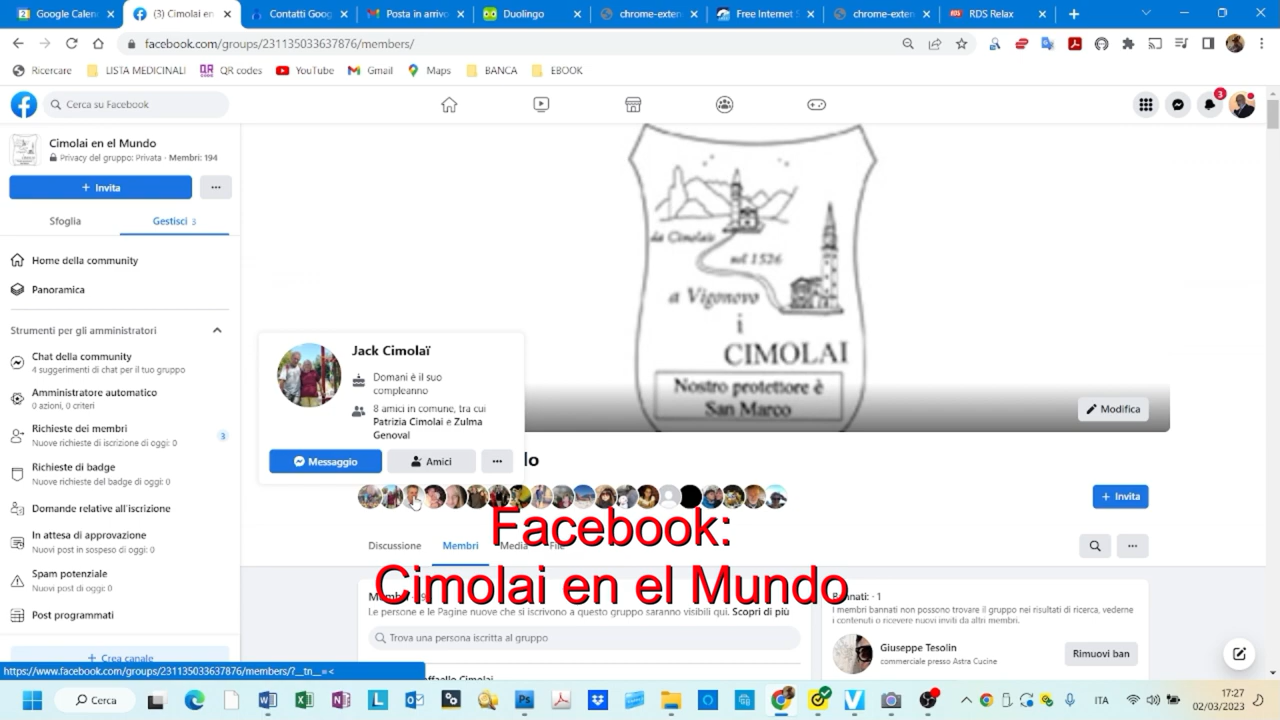 Google Calen
(3) Cimolai en
Contatti Goog
Posta in arrivo
Duolingo
chrome-exten
Free Internet S
chrome-exten
RDS
RDS Relax
facebook.com/groups/231135033637876/members/
Ricercare
LISTA MEDICINALI
QR codes
YouTube
Gmail
Maps
BANCA
EBOOK
Cerca su Facebook
3
Cimolai en el Mundo
Privacy del gruppo: Privata · Membri: 194
+ Invita
Sfoglia
Gestisci 3
Home della community
Panoramica
Strumenti per gli amministratori
Chat della community
4 suggerimenti di chat per il tuo gruppo
Amministratore automatico
0 azioni, 0 criteri
Richieste dei membri
Nuove richieste di iscrizione di oggi: 0
3
Richieste di badge
Nuove richieste del badge di oggi: 0
Domande relative all'iscrizione
In attesa di approvazione
Nuovi post in sospeso di oggi: 0
Spam potenziale
Nuovi post di oggi: 0
Post programmati
+ Crea canale
https://www.facebook.com/groups/231135033637876/members/?__tn__=<
da Cimolais
nel 1526
a Vigonovo
i
CIMOLAI
Nostro protettore è
San Marco
Modifica
Jack Cimolaï
Domani è il suo
compleanno
8 amici in comune, tra cui
Patrizia Cimolai e Zulma
Genoval
Messaggio
Amici
do
+ Invita
Facebook:
Cimolai en el Mundo
Discussione
Membri
Media
File
Le persone e le Pagine nuove che si iscrivono a questo gruppo saranno visibili qui. Scopri di più
Trova una persona iscritta al gruppo
Bannati: · 1
I membri bannati non possono trovare il gruppo nei risultati di ricerca, vederne
i contenuti o ricevere nuovi inviti da altri membri.
Giuseppe Tesolin
commerciale presso Astra Cucine
Rimuovi ban
Cerca
ITA
17:27
02/03/2023